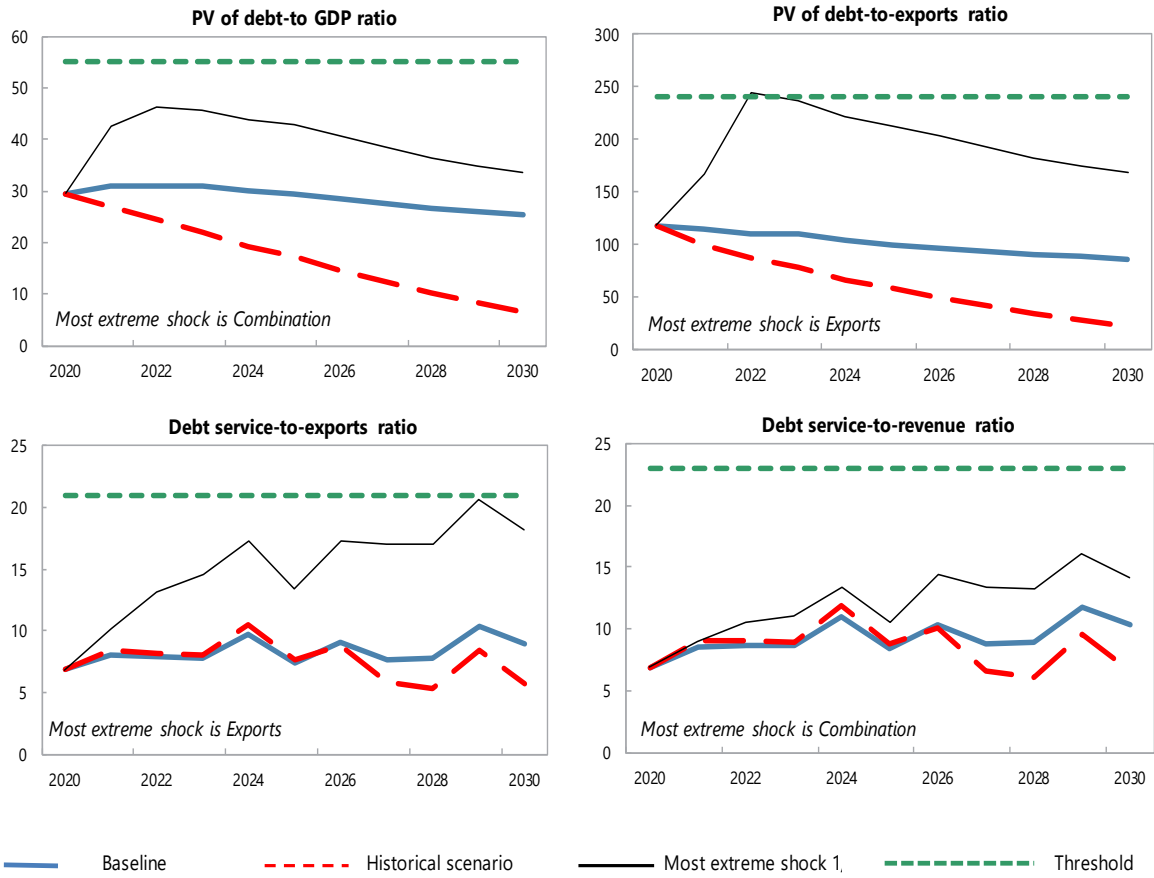 PV of debt-to GDP ratio
60
50
40
30
20
10
0
Most extreme shock is Combination
2020 2022 2024 2026 2028 2030
PV of debt-to-exports ratio
300
250
200
150
100
50
0
Most extreme shock is Exports
2020 2022 2024 2026 2028 2030
Debt service-to-exports ratio
25
20
15
10
5
0
Most extreme shock is Exports
2020 2022 2024 2026 2028 2030
Debt service-to-revenue ratio
25
20
15
10
5
0
Most extreme shock is Combination
2020 2022 2024 2026 2028 2030
Baseline Historical scenario Most extreme shock 1, Threshold